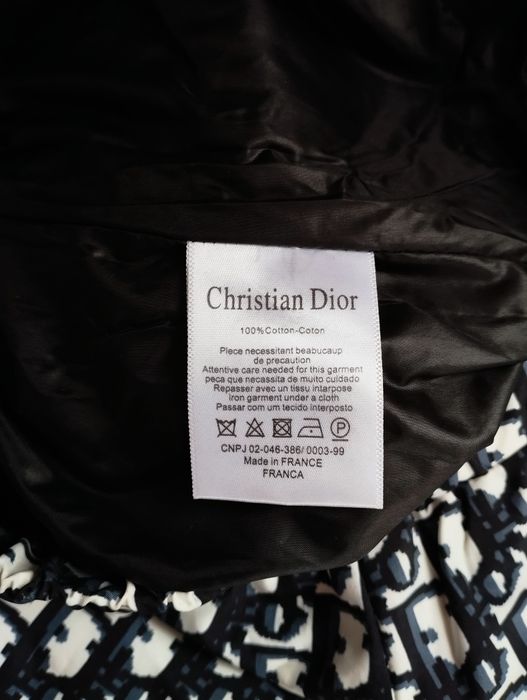 Christian Dior
100%Cotton-Coton
Piece necessitant beabucaup
de precaution
Attentive care needed for this garment
peca que necassita de muito cuidado
Repasser avec un tissu interpose
iron garment under a cloth
Passar com um tecido interposto
CNPJ 02-046-386/ 0003-99
Made in FRANCE
FRANCA